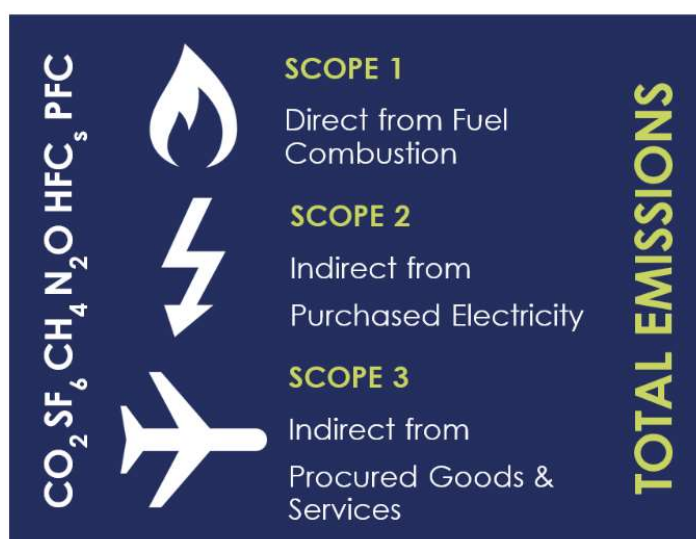 CO₂ SF₆ CH₄ N₂O HFCₛ PFC
SCOPE 1
Direct from Fuel
Combustion
SCOPE 2
Indirect from
Purchased Electricity
SCOPE 3
Indirect from
Procured Goods &
Services
TOTAL EMISSIONS